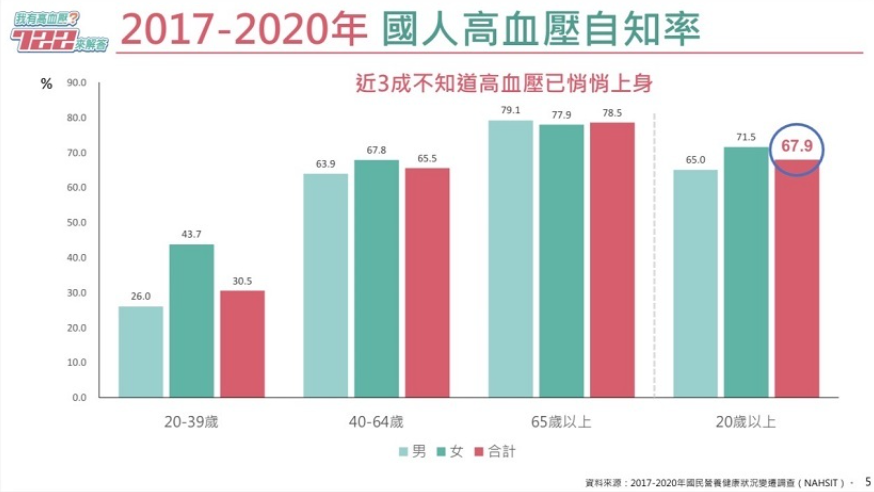 我有高血壓?
722來解答
2017-2020年 國人高血壓自知率
近3成不知道高血壓已悄悄上身
%
90.0
80.0
70.0
60.0
50.0
40.0
30.0
20.0
10.0
0.0
26.0 43.7 30.5
63.9 67.8 65.5
79.1 77.9 78.5
65.0 71.5 67.9
20-39歲 40-64歲 65歲以上 20歲以上
男 女 合計
資料來源:2017-2020年國民營養健康狀況變遷調查(NAHSIT)。 5